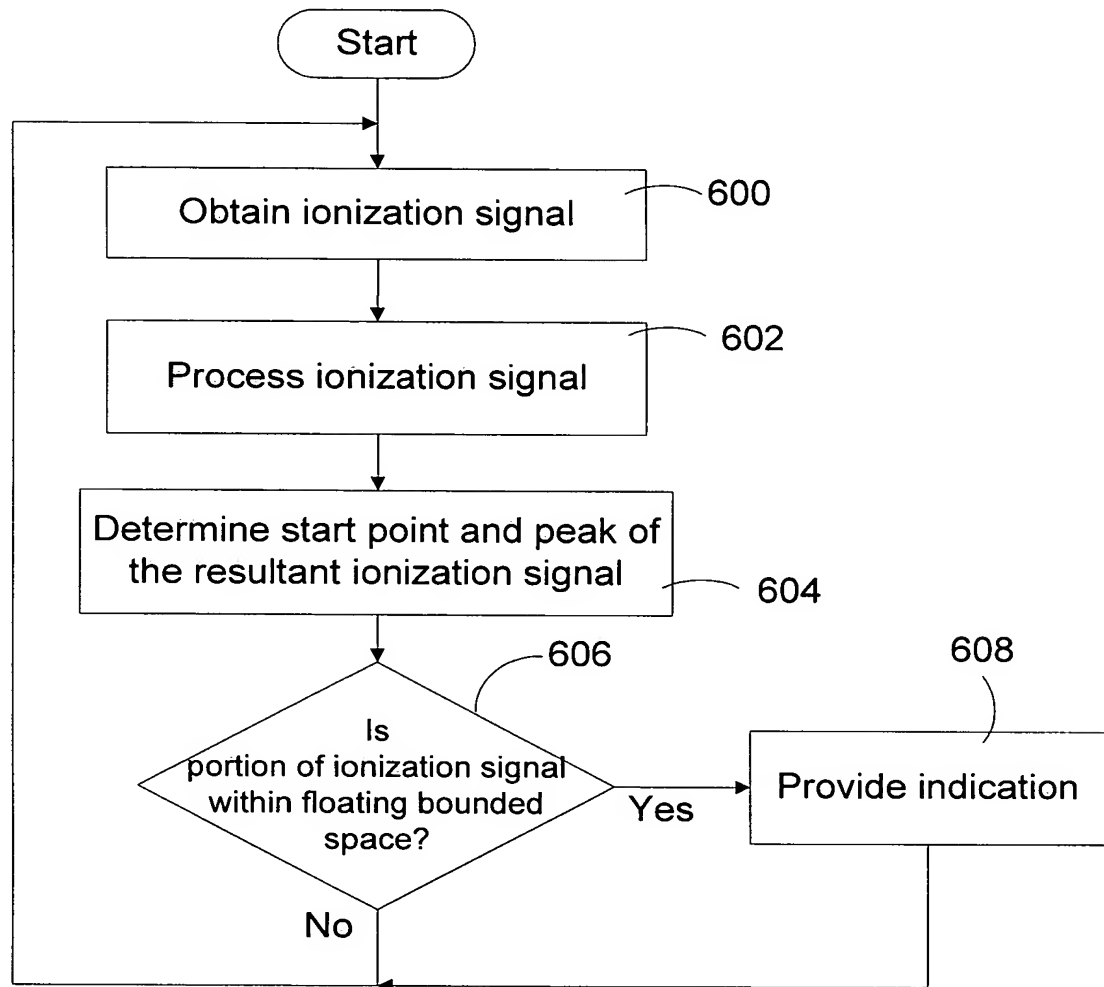 Start
Obtain ionization signal
600
Process ionization signal
602
Determine start point and peak of
the resultant ionization signal
604
606
Is
portion of ionization signal
within floating bounded
space?
Yes
No
608
Provide indication